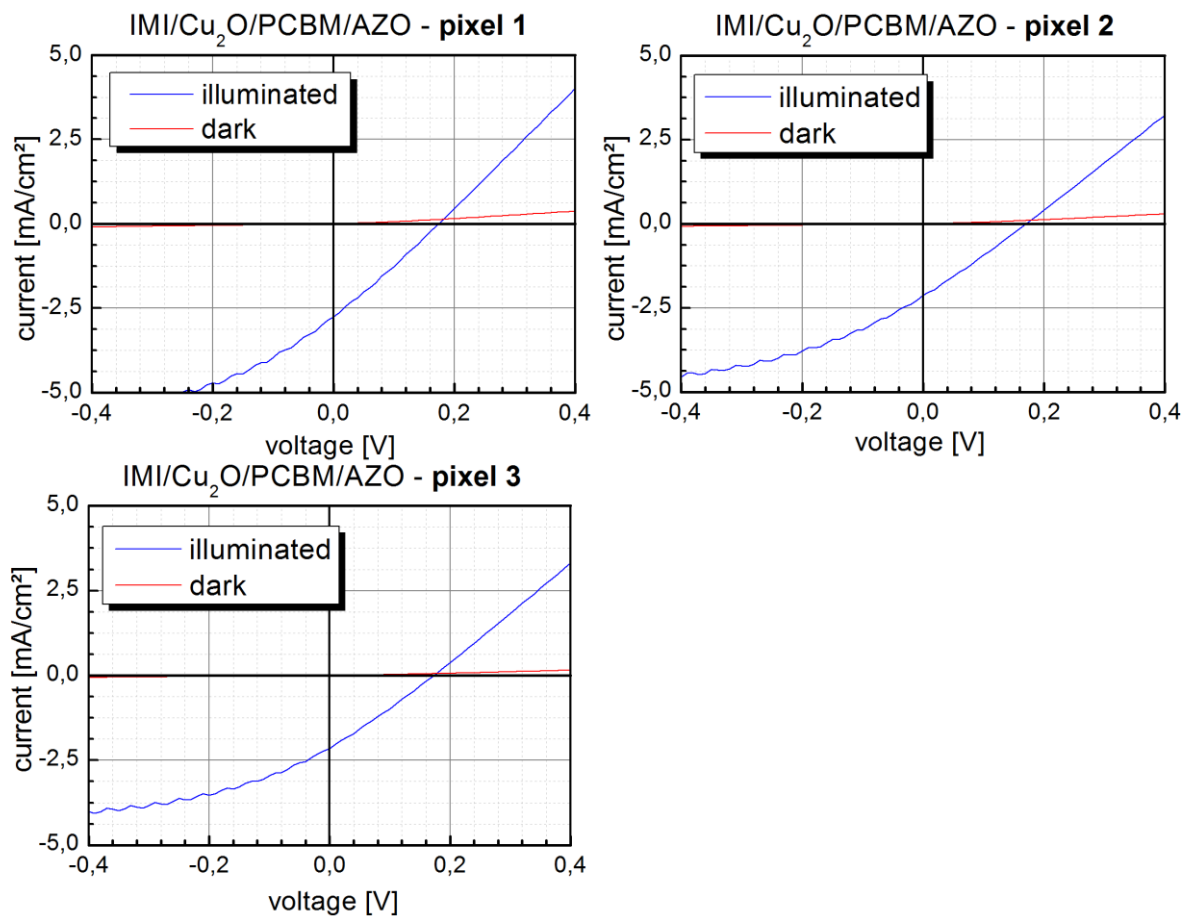 IMI/Cu₂O/PCBM/AZO - pixel 1
5,0
2,5
0,0
-2,5
-5,0
current [mA/cm²]
illuminated
dark
-0,4 -0,2 0,0 0,2 0,4
voltage [V]
IMI/Cu₂O/PCBM/AZO - pixel 2
5,0
2,5
0,0
-2,5
-5,0
current [mA/cm²]
illuminated
dark
-0,4 -0,2 0,0 0,2 0,4
voltage [V]
IMI/Cu₂O/PCBM/AZO - pixel 3
5,0
2,5
0,0
-2,5
-5,0
current [mA/cm²]
illuminated
dark
-0,4 -0,2 0,0 0,2 0,4
voltage [V]